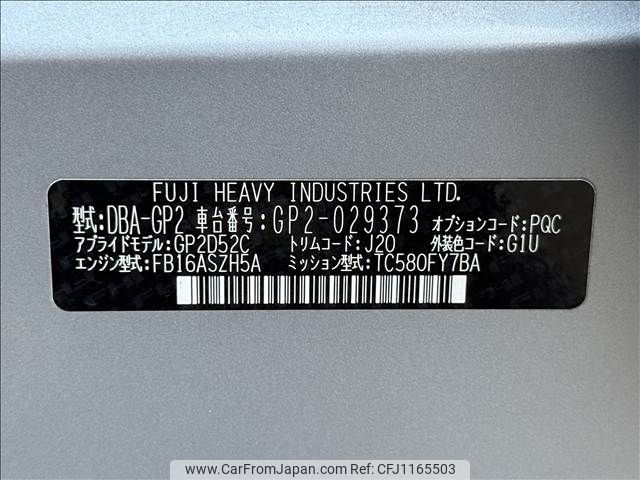 FUJI HEAVY INDUSTRIES LTD.
型式:DBA-GP2 車台番号:GP2-029373 オプションコード:PQC
アプライドモデル:GP2D52C トリムコード:J20 外装色コード:G1U
エンジン型式:FB16ASZH5A ミッション型式:TC580FY7BA
www.CarFromJapan.com - CFJ1165503